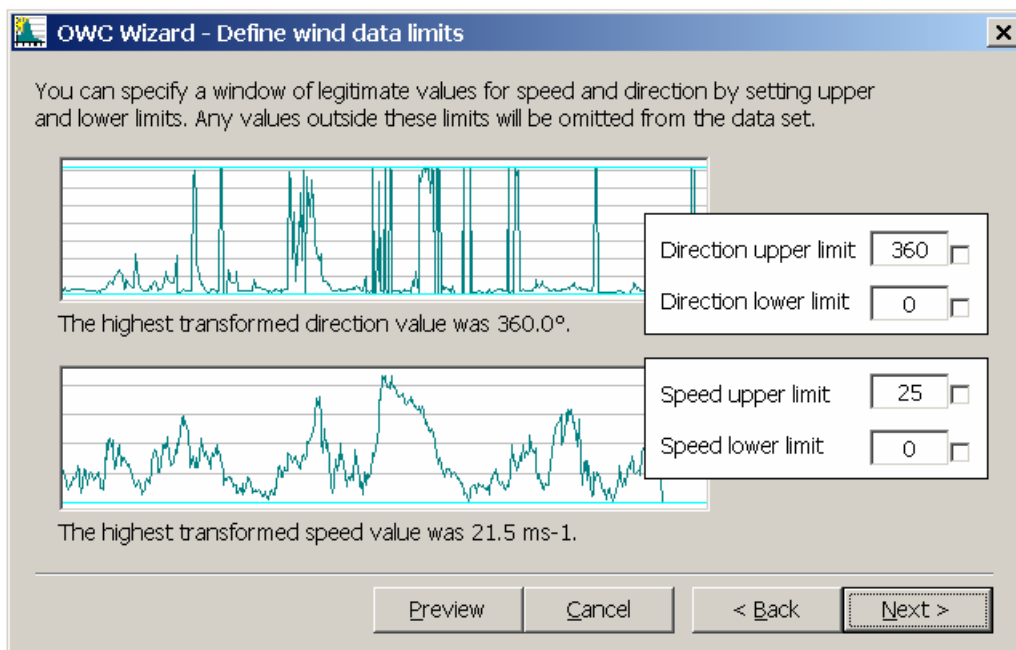 OWC Wizard - Define wind data limits
You can specify a window of legitimate values for speed and direction by setting upper
and lower limits. Any values outside these limits will be omitted from the data set.
Direction upper limit 360
Direction lower limit 0
The highest transformed direction value was 360.0°.
Speed upper limit 25
Speed lower limit 0
The highest transformed speed value was 21.5 ms-1.
Preview Cancel < Back Next >